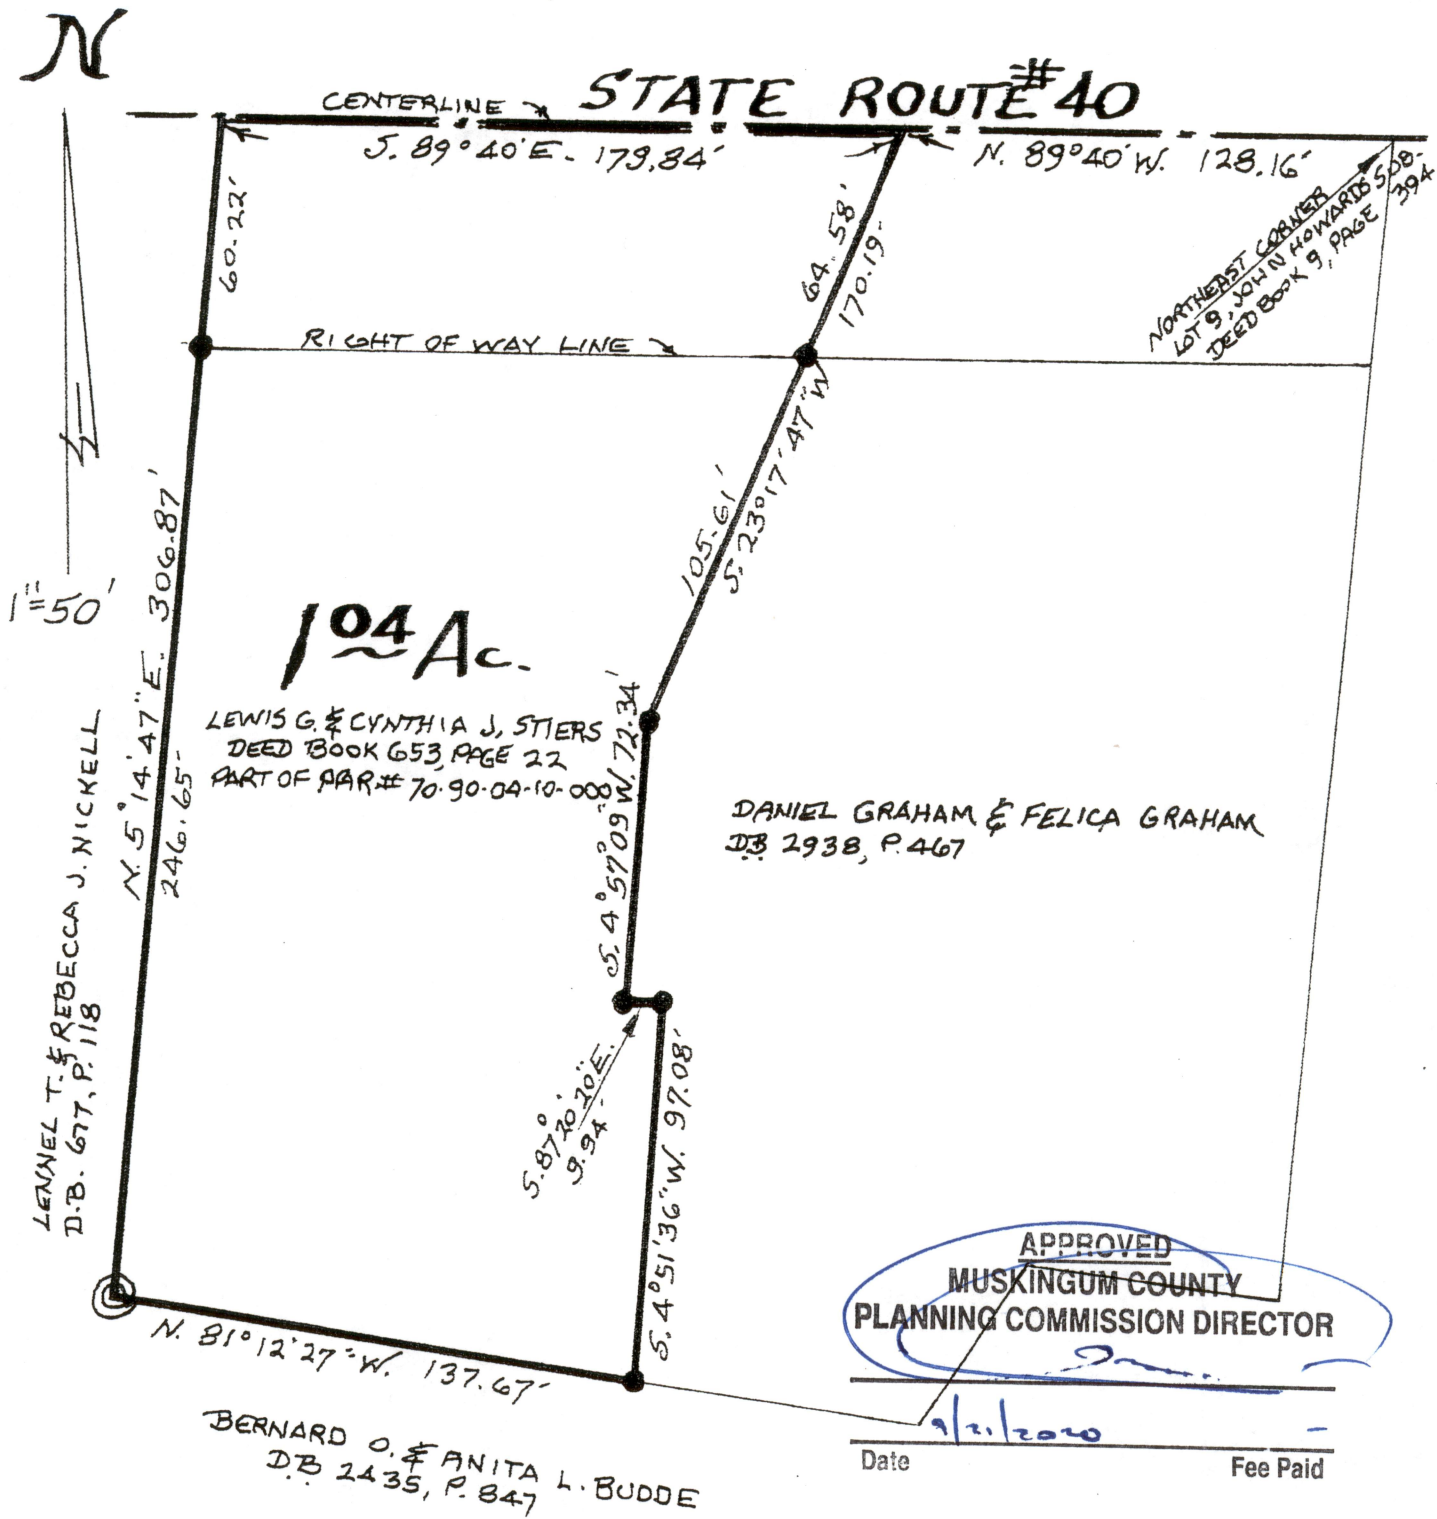 N
STATE ROUTE #40
CENTERLINE
S. 89°40' E. 179.84'
N. 89°40' W. 128.16'
60.22'
64.58'
170.19'
NORTHEAST CORNER
LOT 9, JOHN HOWARDS SUB.
DEED BOOK 9, PAGE 394
RIGHT OF WAY LINE
1"=50'
N. 5°14'47" E. 306.87'
246.65'
105.61'
S. 23°17'47" W
1.04 Ac.
LEWIS G. & CYNTHIA J. STIERS
DEED BOOK 653, PAGE 22
PART OF PAR# 70-90-04-10-000
S. 4°57'09" W. 72.34'
DANIEL GRAHAM & FELICA GRAHAM
DB 2938, P. 467
LENNEL T. & REBECCA J. NICKELL
D.B. 677, P. 118
S. 87°20'20" E.
9.94'
S. 4°51'36" W. 97.08'
N. 81°12'27" W. 137.67'
BERNARD O. & ANITA L. BUDDE
DB 2435, P. 847
APPROVED
MUSKINGUM COUNTY
PLANNING COMMISSION DIRECTOR
9/21/2020 -
Date Fee Paid